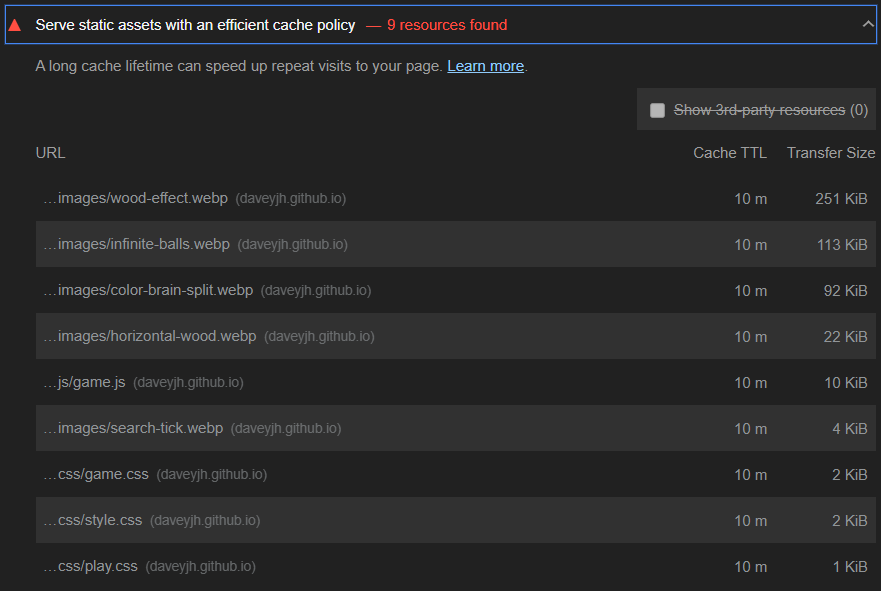 Serve static assets with an efficient cache policy — 9 resources found
A long cache lifetime can speed up repeat visits to your page. Learn more.
Show 3rd-party resources (0)
URL Cache TTL Transfer Size
…images/wood-effect.webp (daveyjh.github.io) 10 m 251 KiB
…images/infinite-balls.webp (daveyjh.github.io) 10 m 113 KiB
…images/color-brain-split.webp (daveyjh.github.io) 10 m 92 KiB
…images/horizontal-wood.webp (daveyjh.github.io) 10 m 22 KiB
…js/game.js (daveyjh.github.io) 10 m 10 KiB
…images/search-tick.webp (daveyjh.github.io) 10 m 4 KiB
…css/game.css (daveyjh.github.io) 10 m 2 KiB
…css/style.css (daveyjh.github.io) 10 m 2 KiB
…css/play.css (daveyjh.github.io) 10 m 1 KiB